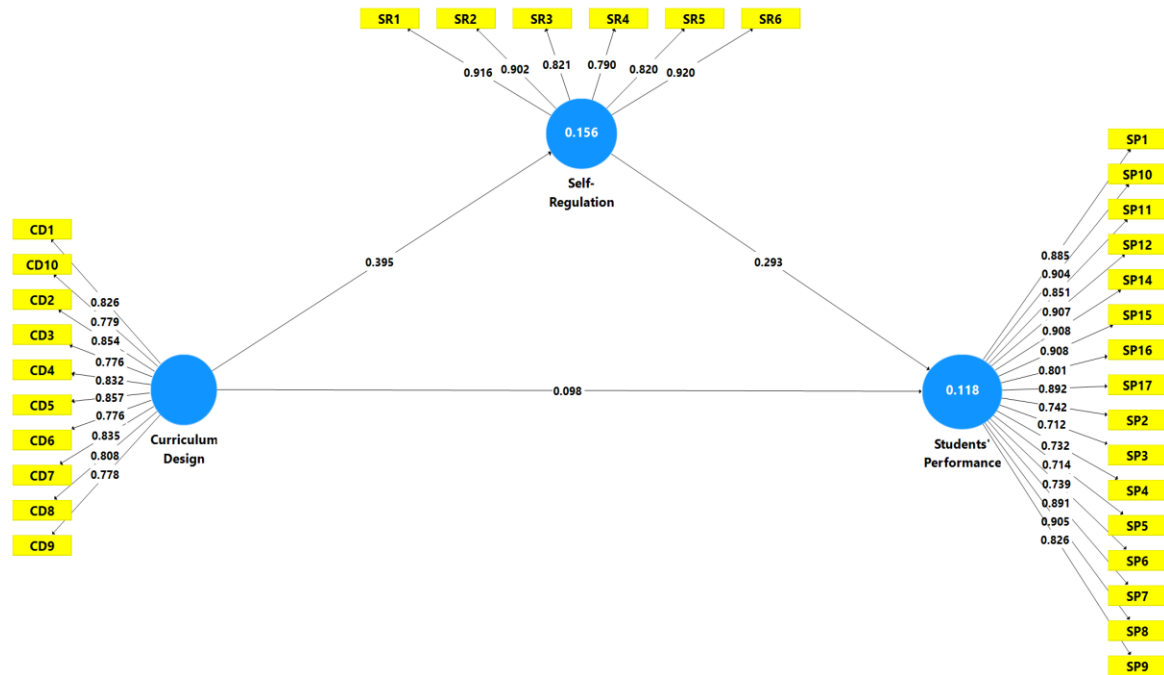 SR1 SR2 SR3 SR4 SR5 SR6
0.916 0.902 0.821 0.790 0.820 0.920
0.156
Self-
Regulation
CD1
CD10
CD2
CD3
CD4
CD5
CD6
CD7
CD8
CD9
0.826
0.779
0.854
0.776
0.832
0.857
0.776
0.835
0.808
0.778
Curriculum
Design
0.395
0.293
0.098
0.118
Students'
Performance
0.885
0.904
0.851
0.907
0.908
0.908
0.801
0.892
0.742
0.712
0.732
0.714
0.739
0.891
0.905
0.826
SP1
SP10
SP11
SP12
SP14
SP15
SP16
SP17
SP2
SP3
SP4
SP5
SP6
SP7
SP8
SP9